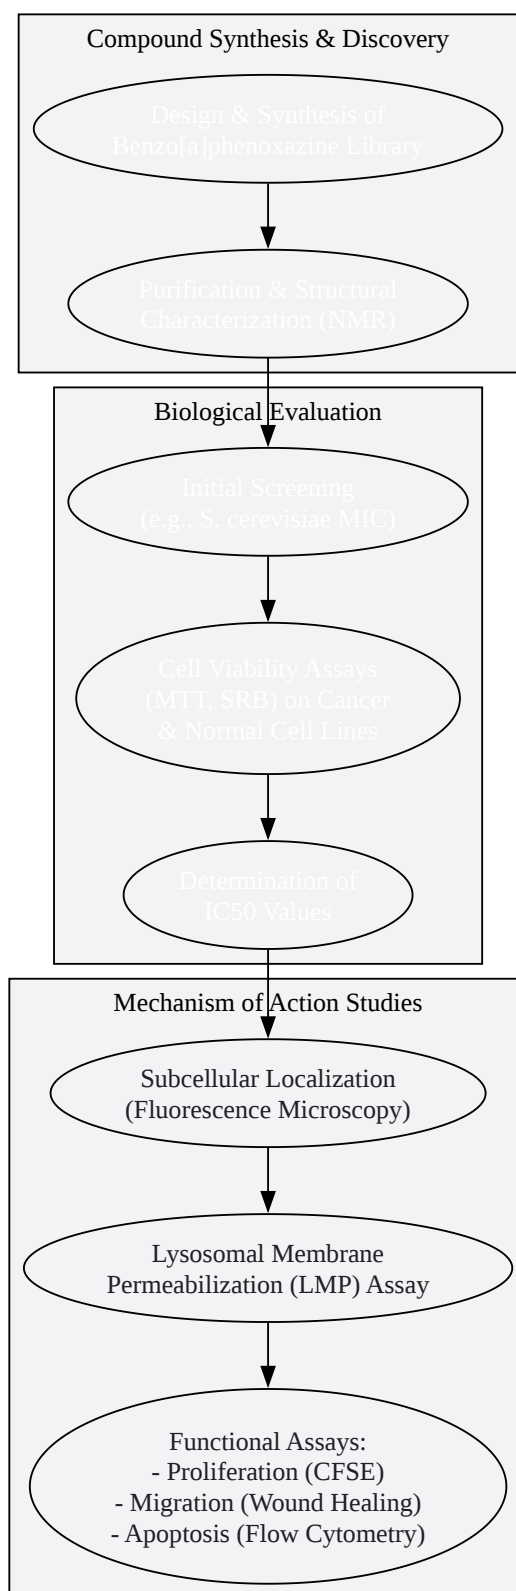 Compound Synthesis & Discovery
Design & Synthesis of
Benzo[a]phenoxazine Library
Purification & Structural
Characterization (NMR)
Biological Evaluation
Initial Screening
(e.g., S. cerevisiae MIC)
Cell Viability Assays
(MTT, SRB) on Cancer
& Normal Cell Lines
Determination of
IC50 Values
Mechanism of Action Studies
Subcellular Localization
(Fluorescence Microscopy)
Lysosomal Membrane
Permeabilization (LMP) Assay
Functional Assays:
- Proliferation (CFSE)
- Migration (Wound Healing)
- Apoptosis (Flow Cytometry)